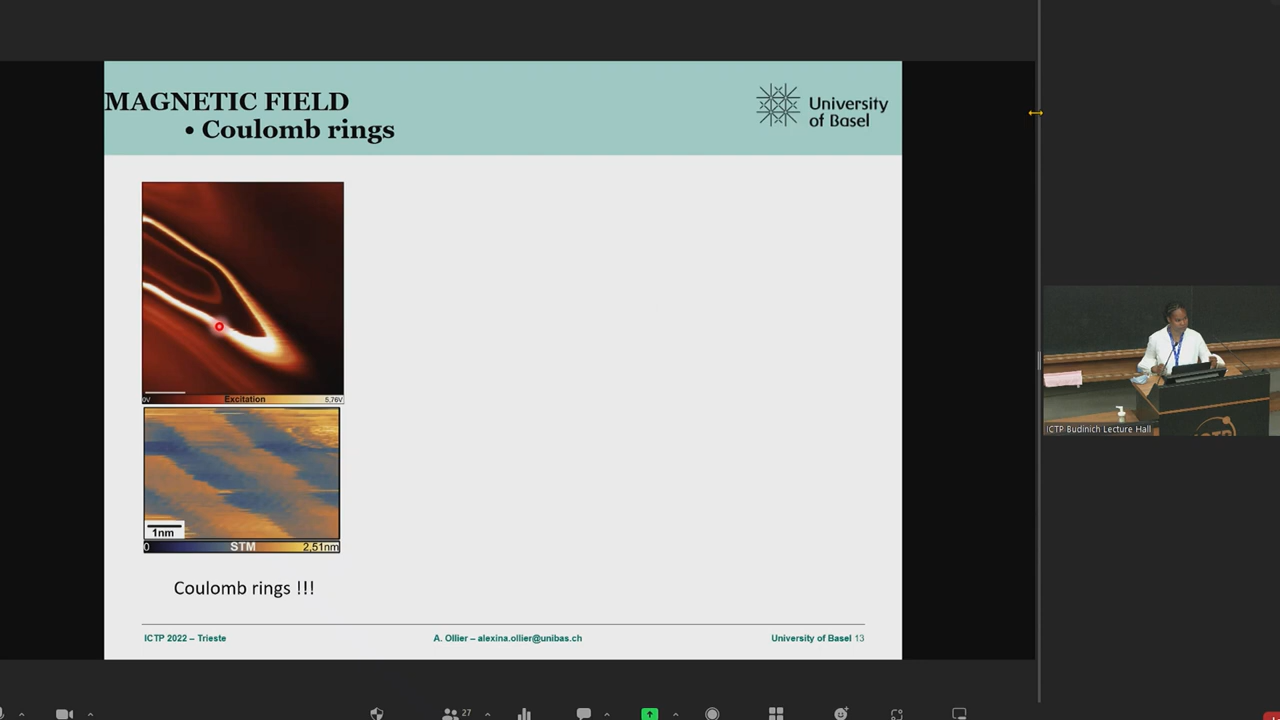 MAGNETIC FIELD
• Coulomb rings
University
of Basel
0V Excitation 5,76V
1nm
0 STM 2,51nm
Coulomb rings !!!
ICTP 2022 – Trieste
A. Ollier – alexina.ollier@unibas.ch
University of Basel 13
ICTP Budinich Lecture Hall
ICTP
27